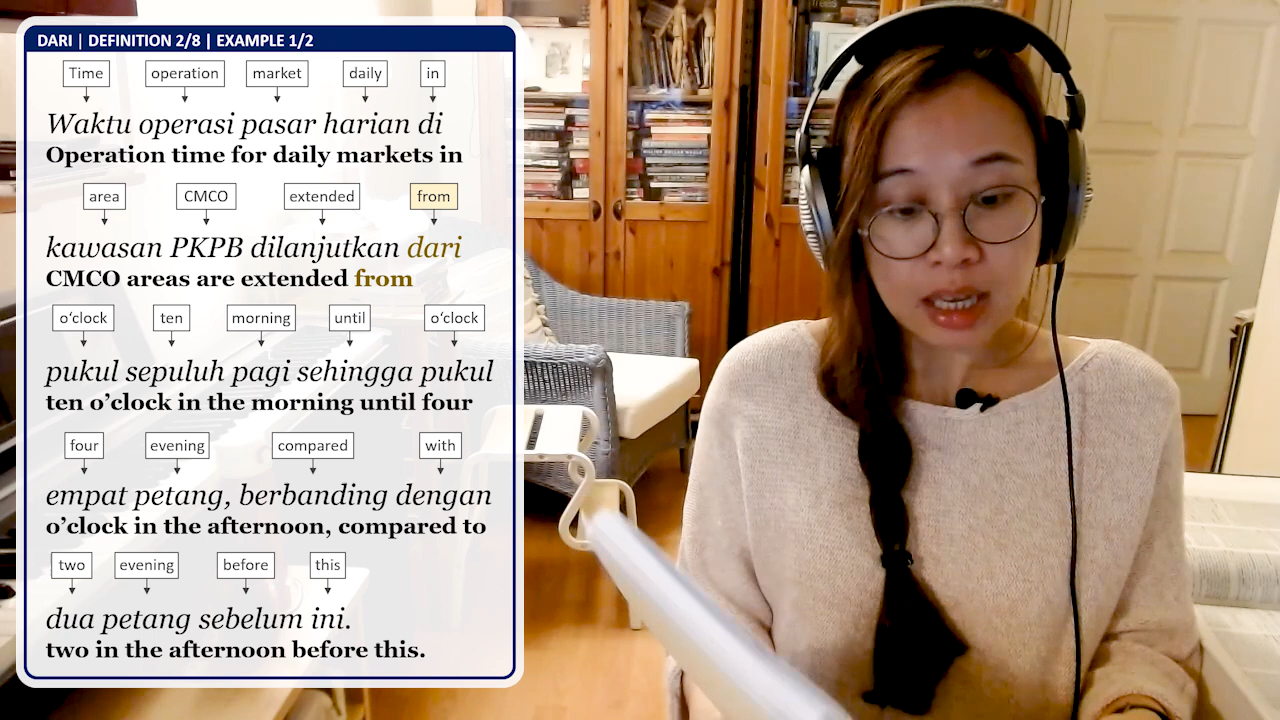 DARI | DEFINITION 2/8 | EXAMPLE 1/2
Time operation market daily in
Waktu operasi pasar harian di
Operation time for daily markets in
area CMCO extended from
kawasan PKPB dilanjutkan dari
CMCO areas are extended from
o‘clock ten morning until o‘clock
pukul sepuluh pagi sehingga pukul
ten o’clock in the morning until four
four evening compared with
empat petang, berbanding dengan
o’clock in the afternoon, compared to
two evening before this
dua petang sebelum ini.
two in the afternoon before this.